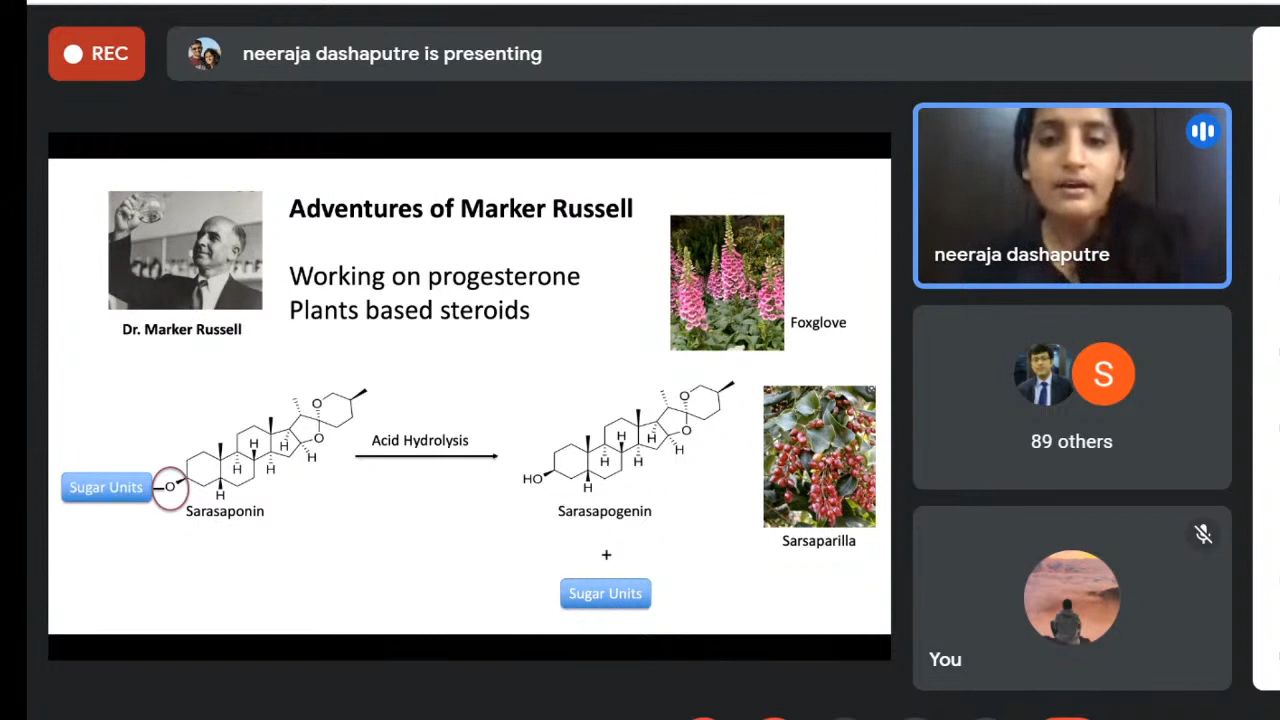 REC
neeraja dashaputre is presenting
Adventures of Marker Russell
Working on progesterone
Plants based steroids
Dr. Marker Russell
Foxglove
Acid Hydrolysis
Sugar Units
O
O
O
H
H
H
H
H
H
Sarasaponin
HO
O
O
H
H
H
H
H
H
Sarasapogenin
+
Sugar Units
Sarsaparilla
neeraja dashaputre
S
89 others
You